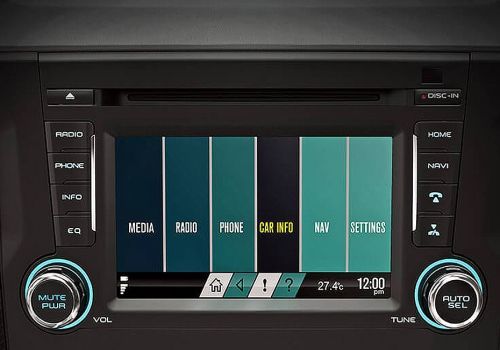 DISC-IN
RADIO
HOME
PHONE
NAVI
INFO
EQ
MEDIA
RADIO
PHONE
CAR INFO
NAV
SETTINGS
! ?
27.4°C
12:00
pm
MUTE
PWR
VOL
AUTO
SEL
TUNE